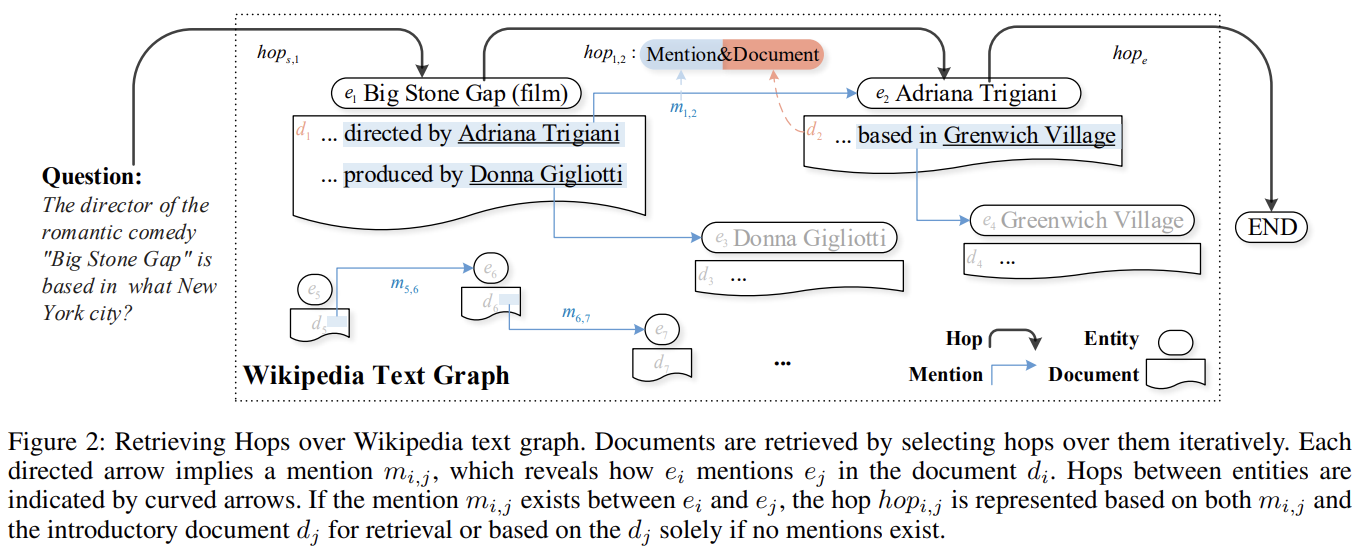 hop_{s,1}
hop_{1,2} : Mention&Document
hop_e
e_1 Big Stone Gap (film)
m_{1,2}
e_2 Adriana Trigiani
d_1 ... directed by Adriana Trigiani
... produced by Donna Gigliotti
d_2 ... based in Grenwich Village
Question:
The director of the
romantic comedy
"Big Stone Gap" is
based in what New
York city?
e_3 Donna Gigliotti
d_3 ...
e_4 Greenwich Village
d_4 ...
END
e_5
d_5
m_{5,6}
e_6
d_6
m_{6,7}
e_7
d_7
...
Hop
Entity
Mention
Document
Wikipedia Text Graph
Figure 2: Retrieving Hops over Wikipedia text graph. Documents are retrieved by selecting hops over them iteratively. Each
directed arrow implies a mention m_{i,j}, which reveals how e_i mentions e_j in the document d_i. Hops between entities are
indicated by curved arrows. If the mention m_{i,j} exists between e_i and e_j, the hop hop_{i,j} is represented based on both m_{i,j} and
the introductory document d_j for retrieval or based on the d_j solely if no mentions exist.